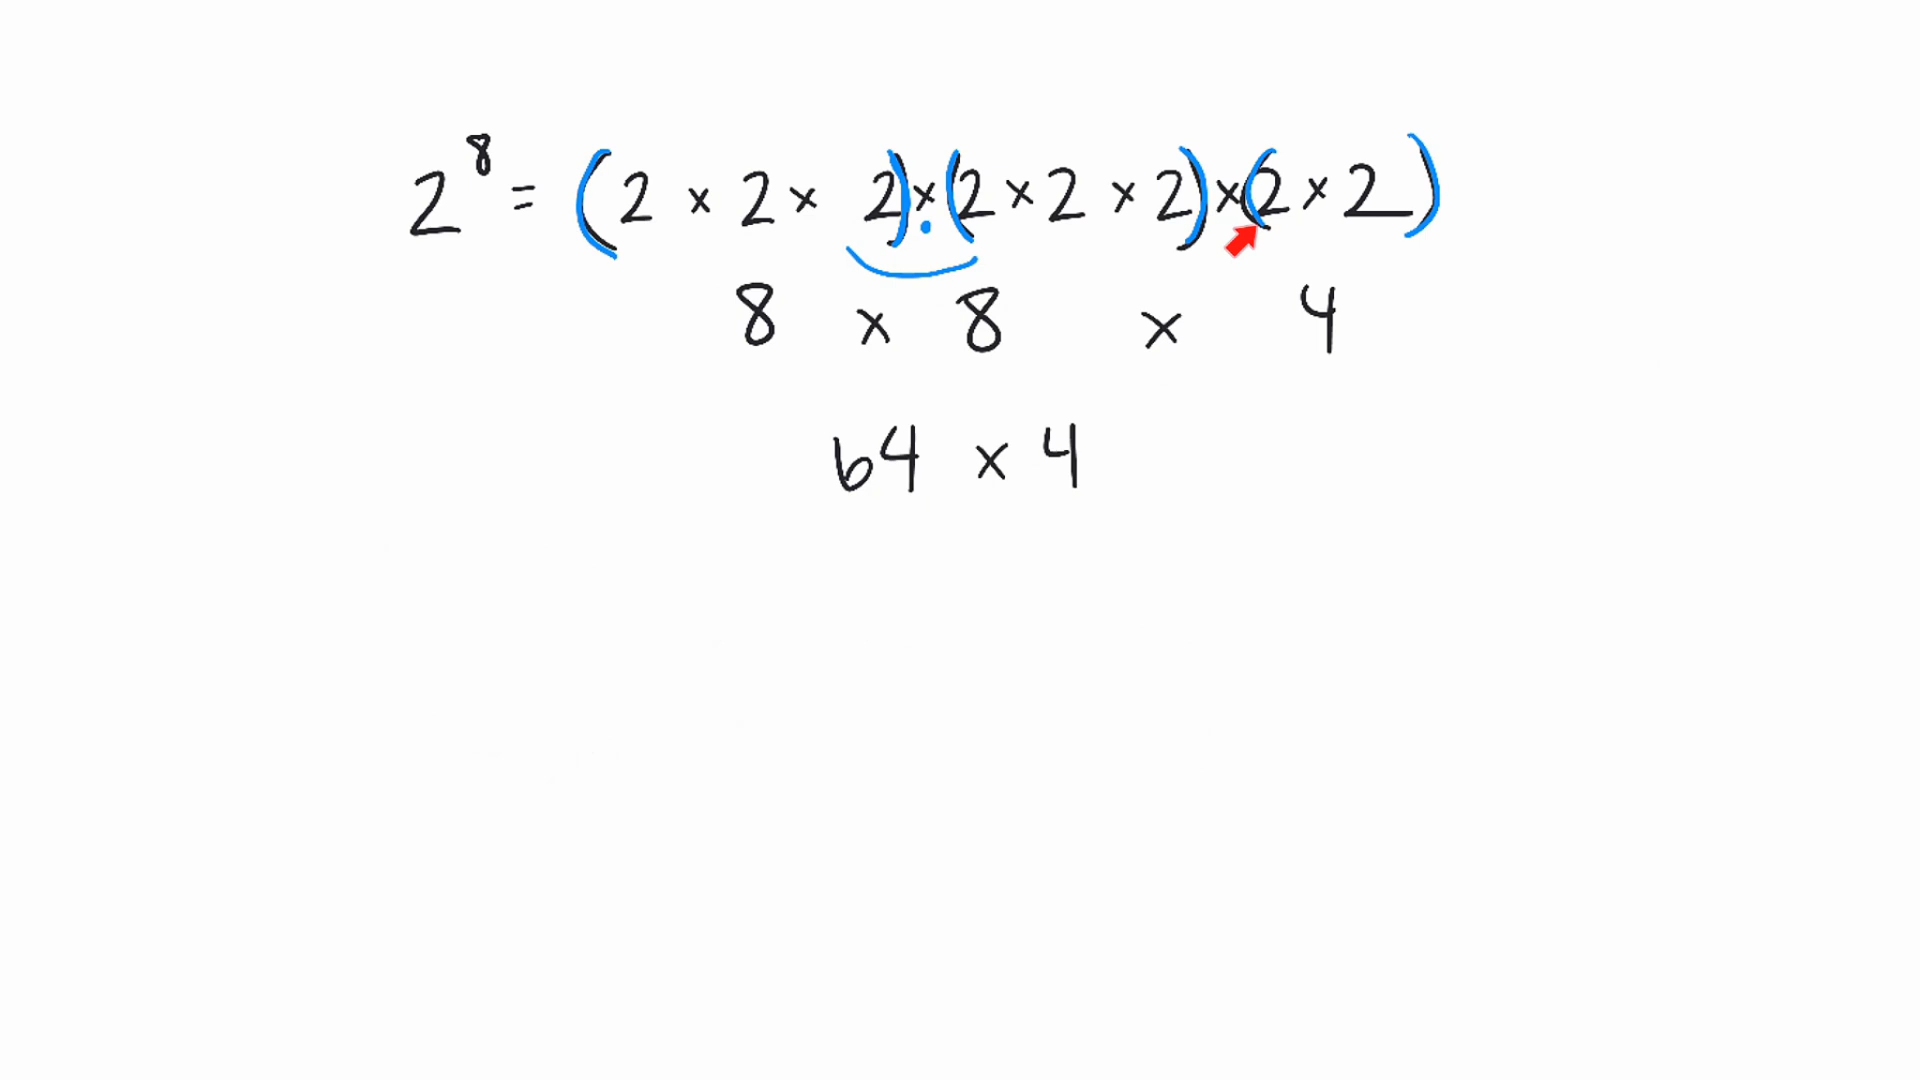 2⁸ = (2 × 2 × 2) × (2 × 2 × 2) × (2 × 2)
8 × 8 × 4
64 × 4